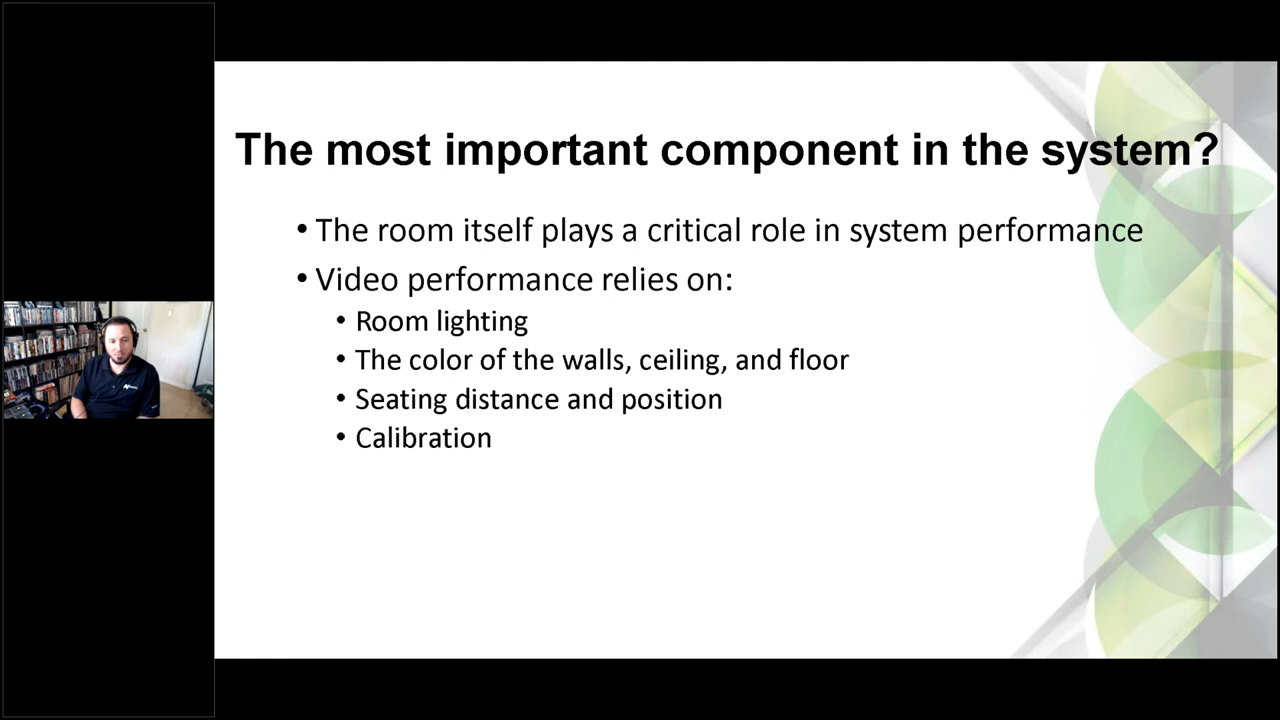 The most important component in the system?
• The room itself plays a critical role in system performance
• Video performance relies on:
• Room lighting
• The color of the walls, ceiling, and floor
• Seating distance and position
• Calibration